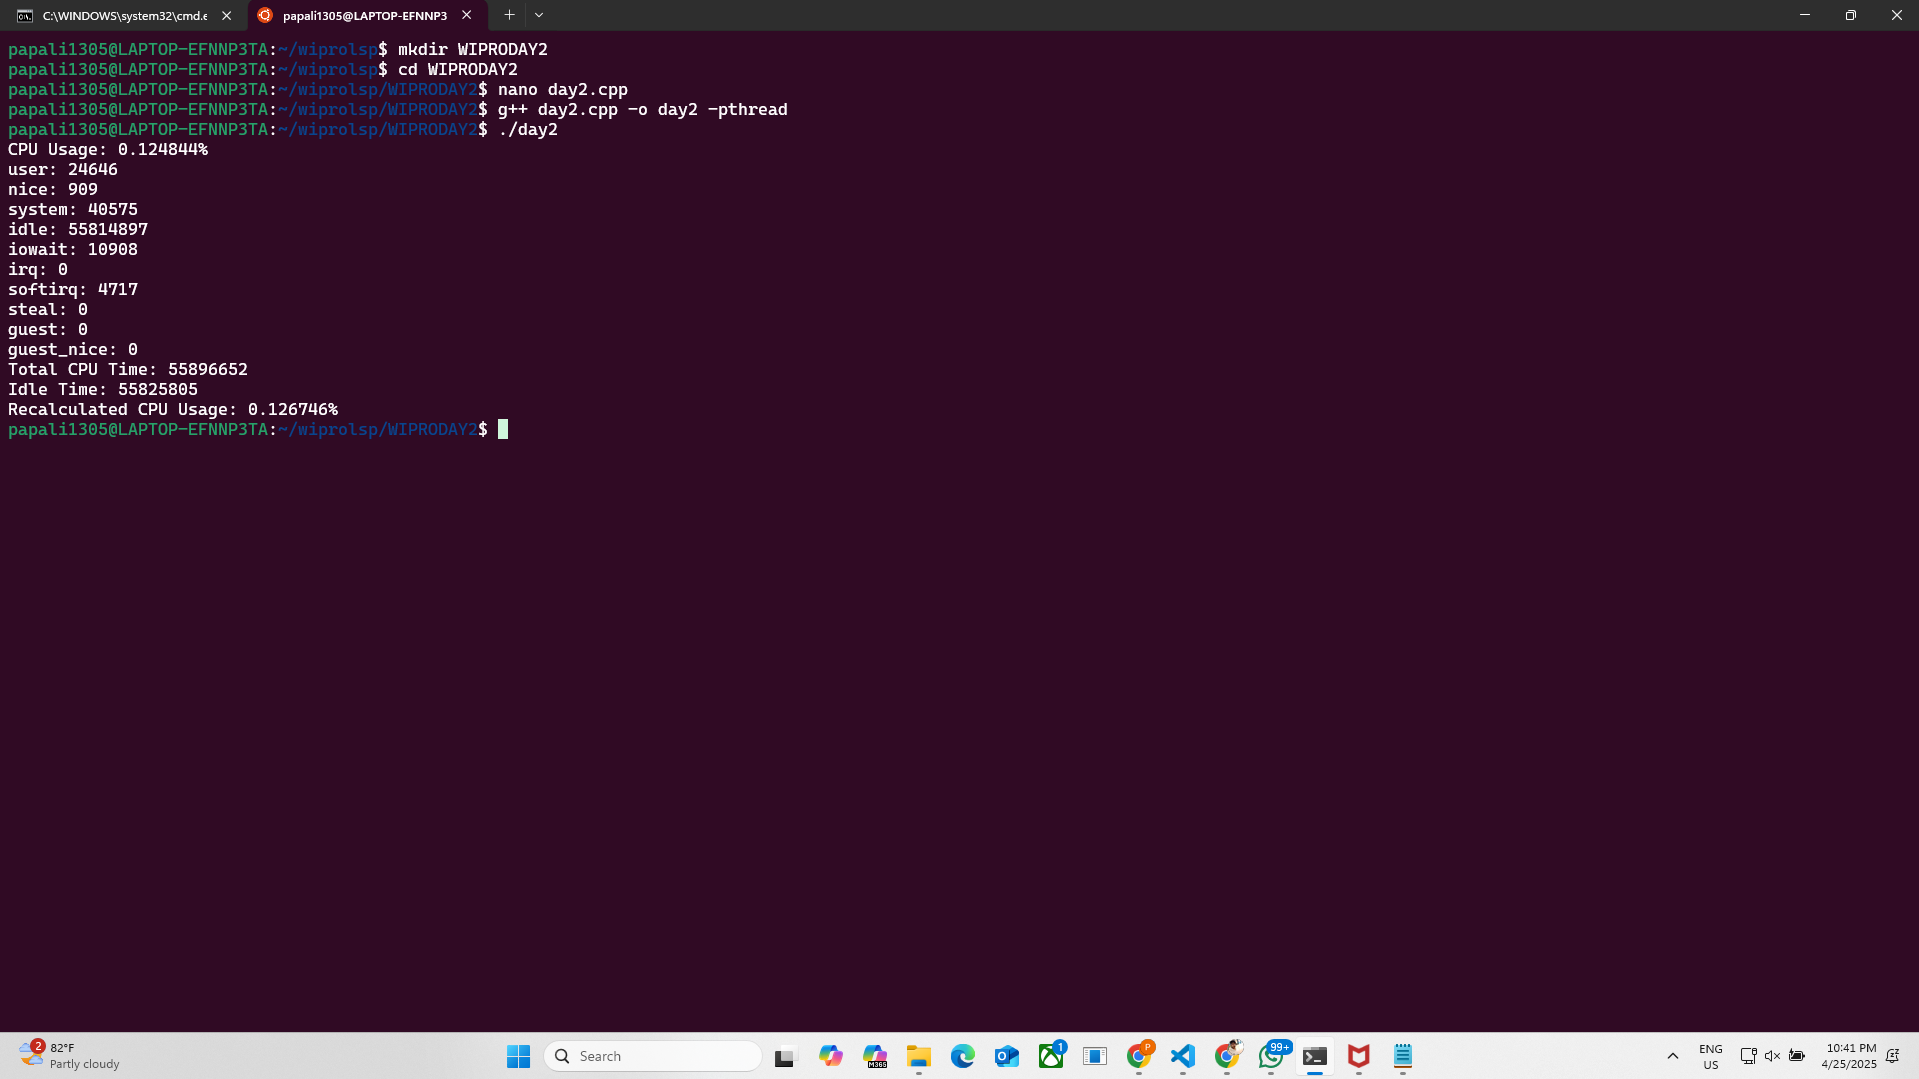 C:\WINDOWS\system32\cmd.e
papali1305@LAPTOP-EFNNP3
papali1305@LAPTOP-EFNNP3TA:~/wiprolsp$ mkdir WIPRODAY2
papali1305@LAPTOP-EFNNP3TA:~/wiprolsp$ cd WIPRODAY2
papali1305@LAPTOP-EFNNP3TA:~/wiprolsp/WIPRODAY2$ nano day2.cpp
papali1305@LAPTOP-EFNNP3TA:~/wiprolsp/WIPRODAY2$ g++ day2.cpp -o day2 -pthread
papali1305@LAPTOP-EFNNP3TA:~/wiprolsp/WIPRODAY2$ ./day2
CPU Usage: 0.124844%
user: 24646
nice: 909
system: 40575
idle: 55814897
iowait: 10908
irq: 0
softirq: 4717
steal: 0
guest: 0
guest_nice: 0
Total CPU Time: 55896652
Idle Time: 55825805
Recalculated CPU Usage: 0.126746%
papali1305@LAPTOP-EFNNP3TA:~/wiprolsp/WIPRODAY2$
2
82°F
Partly cloudy
Search
M365
1
P
99+
ENG
US
10:41 PM
4/25/2025